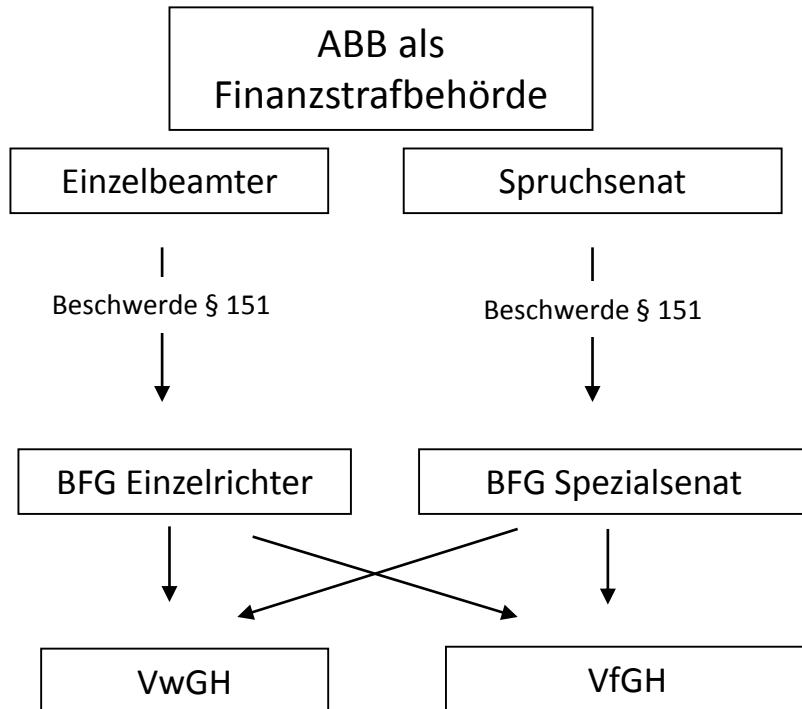 ABB als
Finanzstrafbehörde
Einzelbeamter
Spruchsenat
Beschwerde § 151
Beschwerde § 151
BFG Einzelrichter
BFG Spezialsenat
VwGH
VfGH